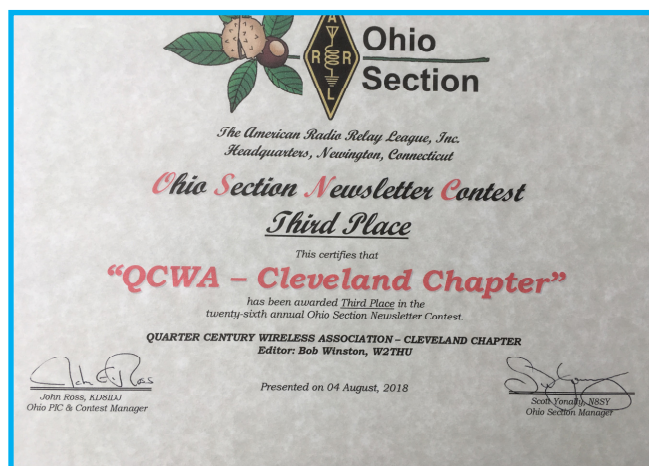 Ohio
Section
A
R R
L
The American Radio Relay League, Inc.
Headquarters, Newington, Connecticut
Ohio Section Newsletter Contest
Third Place
This certifies that
“QCWA – Cleveland Chapter”
has been awarded Third Place in the
twenty-sixth annual Ohio Section Newsletter Contest.
QUARTER CENTURY WIRELESS ASSOCIATION – CLEVELAND CHAPTER
Editor: Bob Winston, W2THU
Presented on 04 August, 2018
John Ross,
Ohio PIC & Contest Manager
Scott Yonally, N8SY
Ohio Section Manager